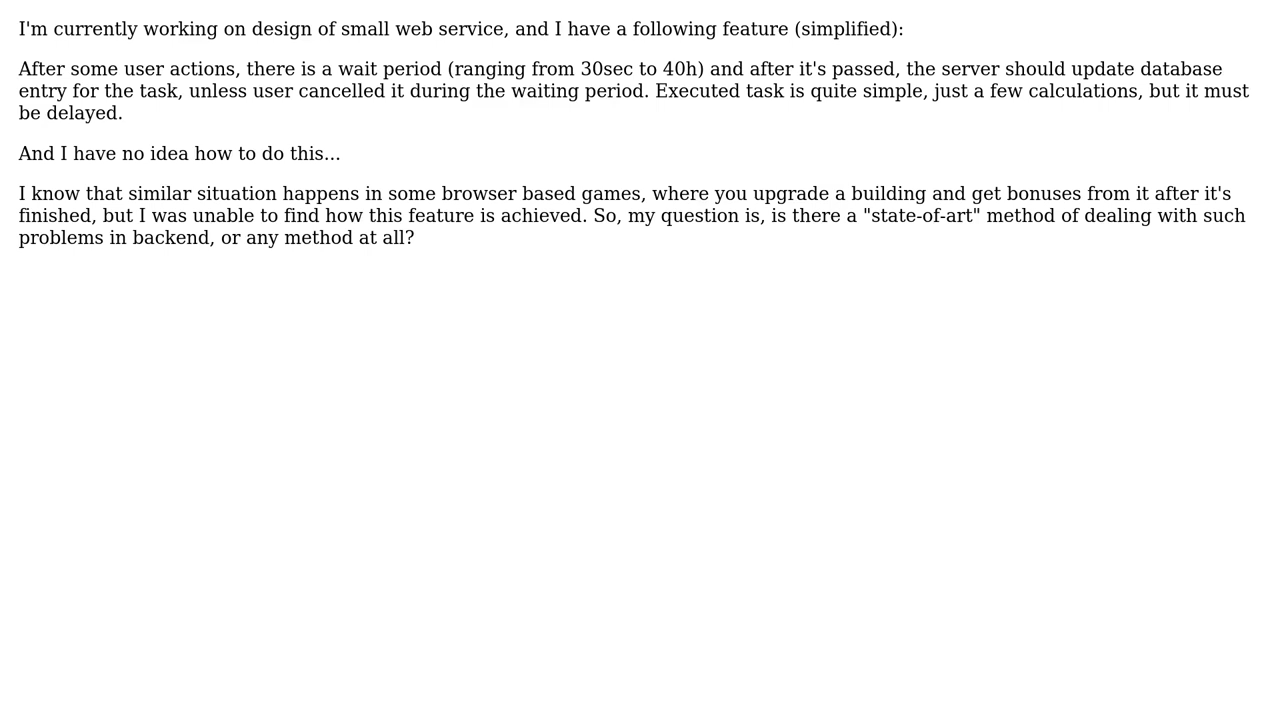 I'm currently working on design of small web service, and I have a following feature (simplified):
After some user actions, there is a wait period (ranging from 30sec to 40h) and after it's passed, the server should update database
entry for the task, unless user cancelled it during the waiting period. Executed task is quite simple, just a few calculations, but it must
be delayed.
And I have no idea how to do this...
I know that similar situation happens in some browser based games, where you upgrade a building and get bonuses from it after it's
finished, but I was unable to find how this feature is achieved. So, my question is, is there a "state-of-art" method of dealing with such
problems in backend, or any method at all?